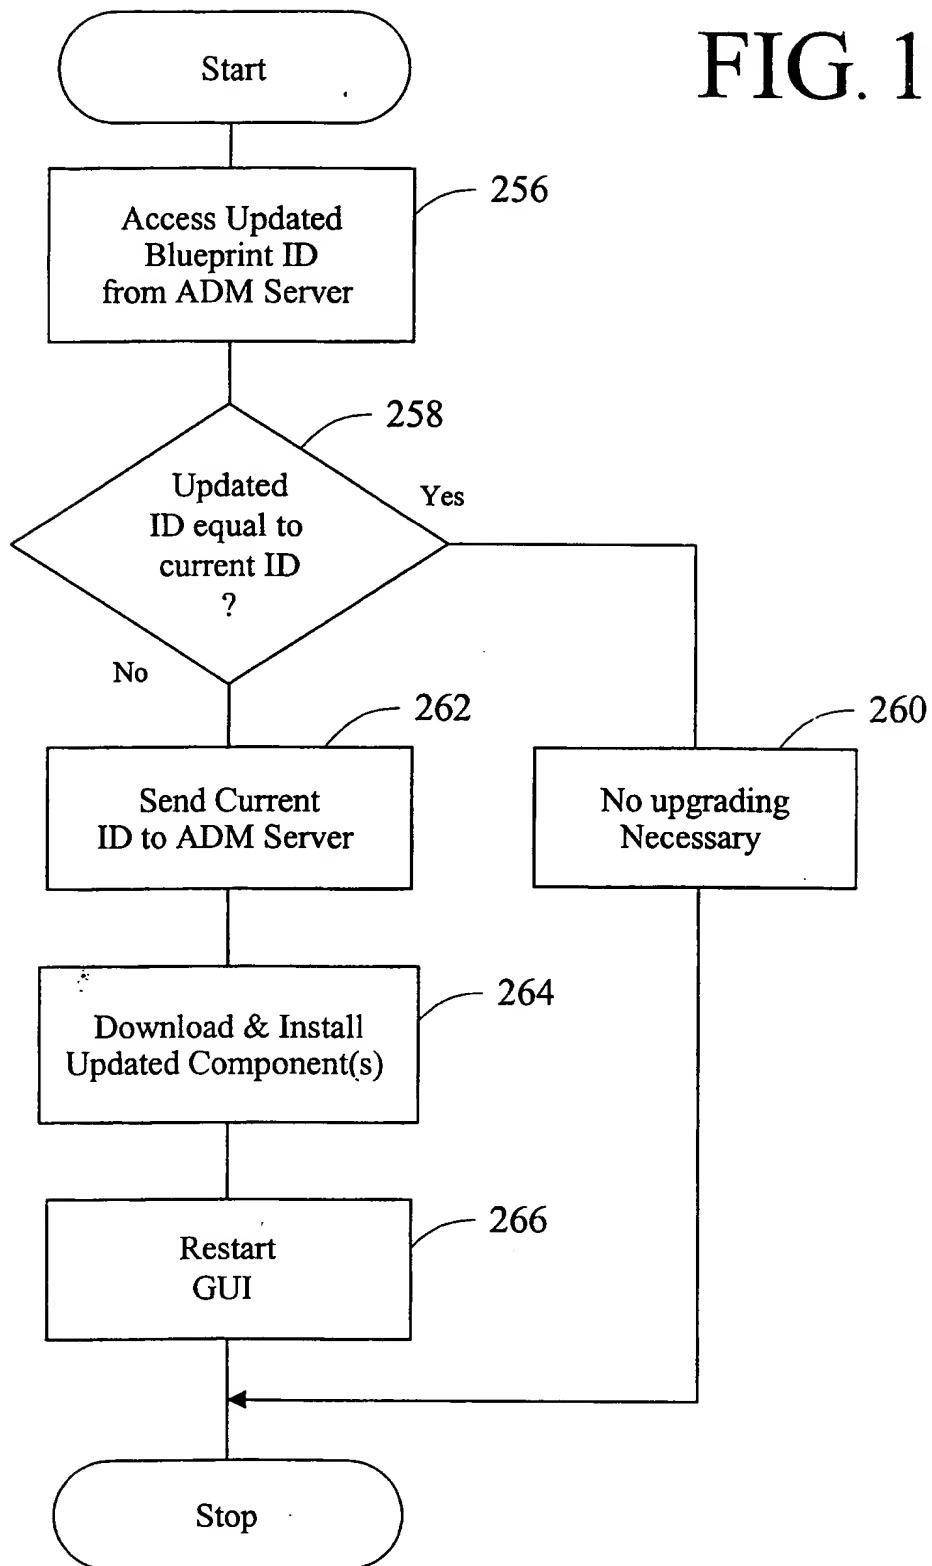 FIG. 1
Start
256
Access Updated
Blueprint ID
from ADM Server
258
Updated
ID equal to
current ID
?
Yes
No
262
Send Current
ID to ADM Server
260
No upgrading
Necessary
264
Download & Install
Updated Component(s)
266
Restart
GUI
Stop